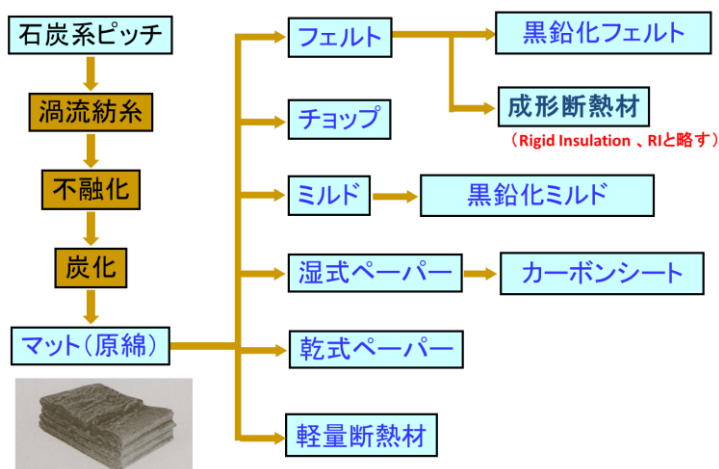 石炭系ピッチ
渦流紡糸
不融化
炭化
マット(原綿)
フェルト
黒鉛化フェルト
成形断熱材
(Rigid Insulation 、RIと略す)
チョップ
ミルド
黒鉛化ミルド
湿式ペーパー
カーボンシート
乾式ペーパー
軽量断熱材